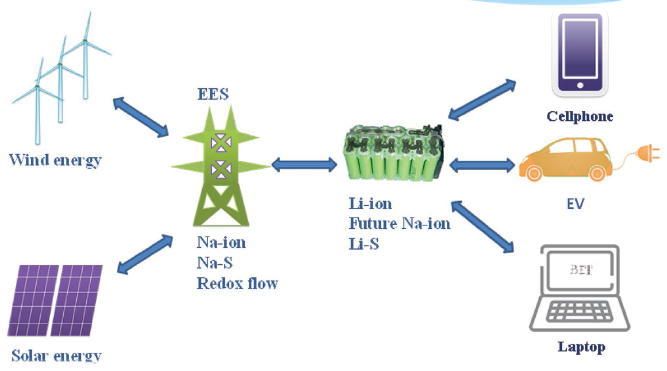 EES
Wind energy
Na-ion
Na-S
Redox flow
Solar energy
Li-ion
Future Na-ion
Li-S
Cellphone
EV
Laptop